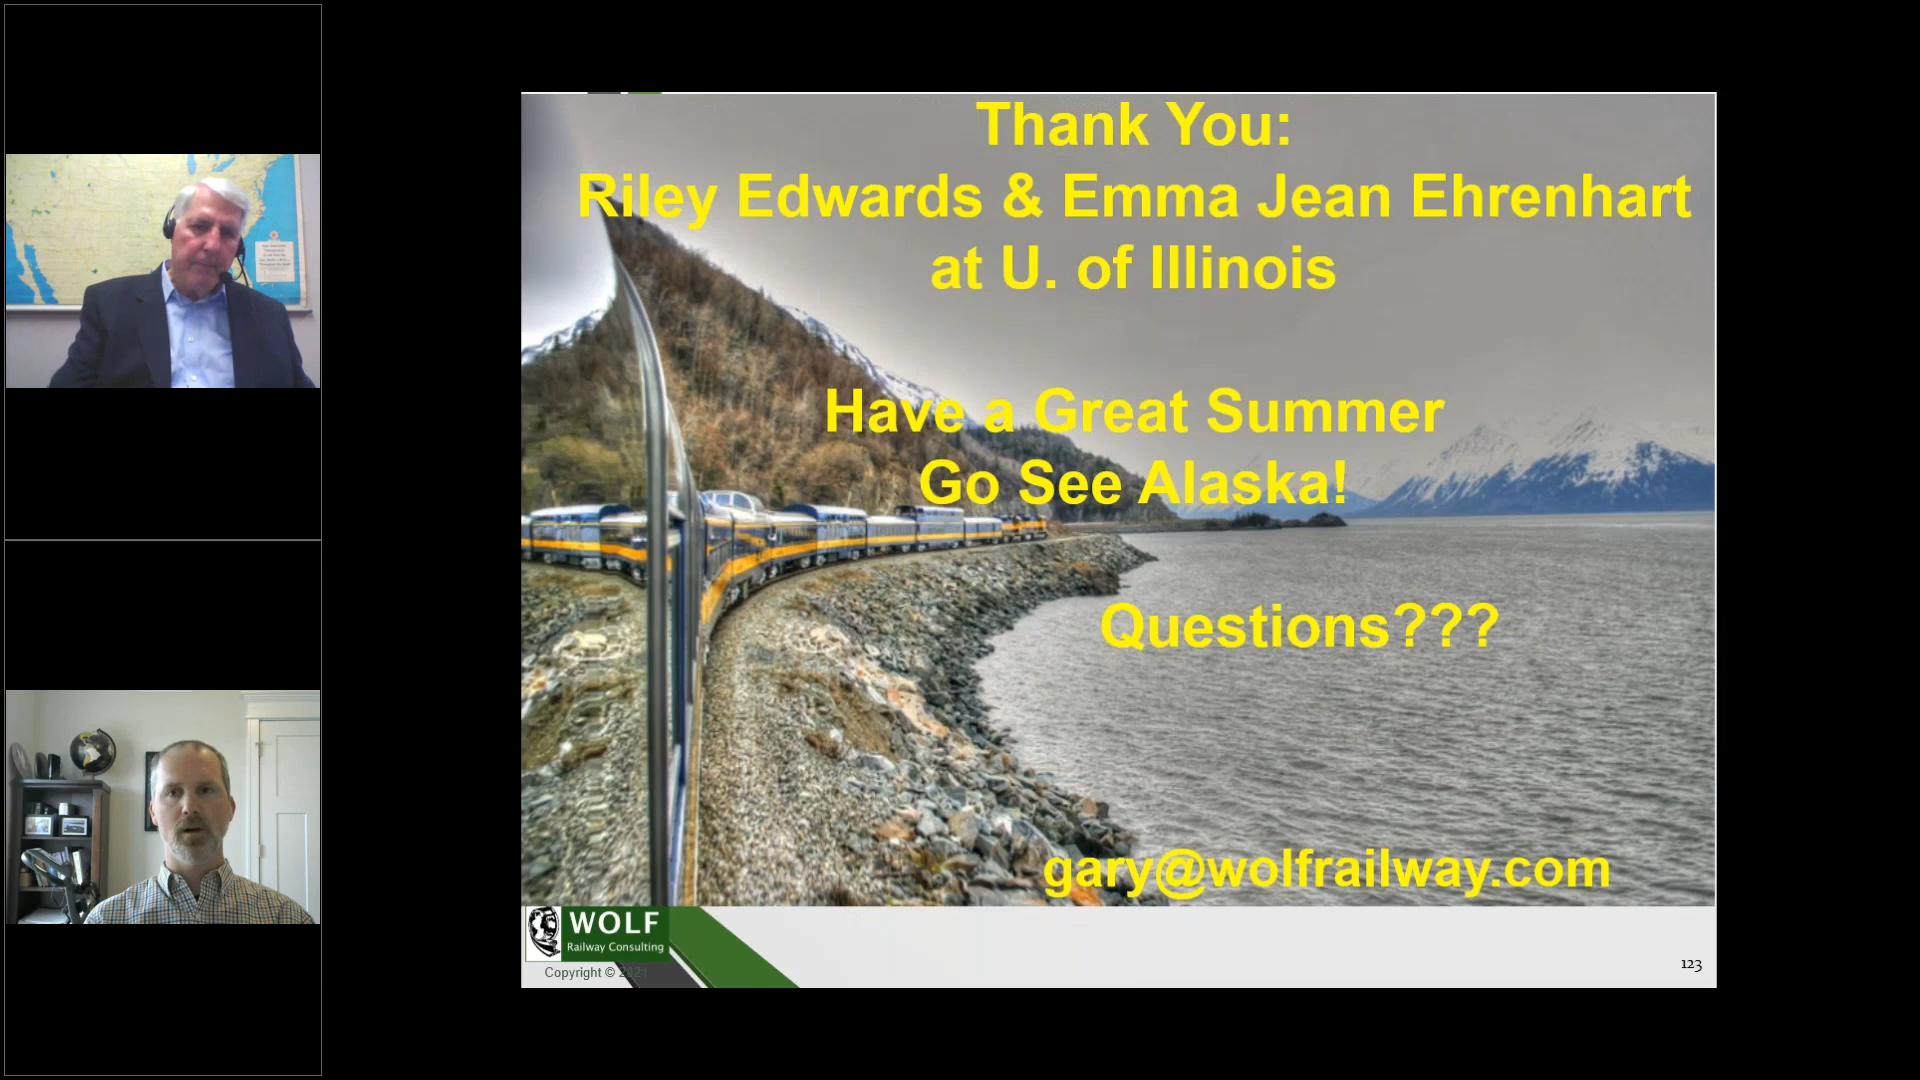 Thank You:
Riley Edwards & Emma Jean Ehrenhart
at U. of Illinois
Have a Great Summer
Go See Alaska!
Questions???
gary@wolfrailway.com
WOLF
Railway Consulting
Copyright © 2021
123